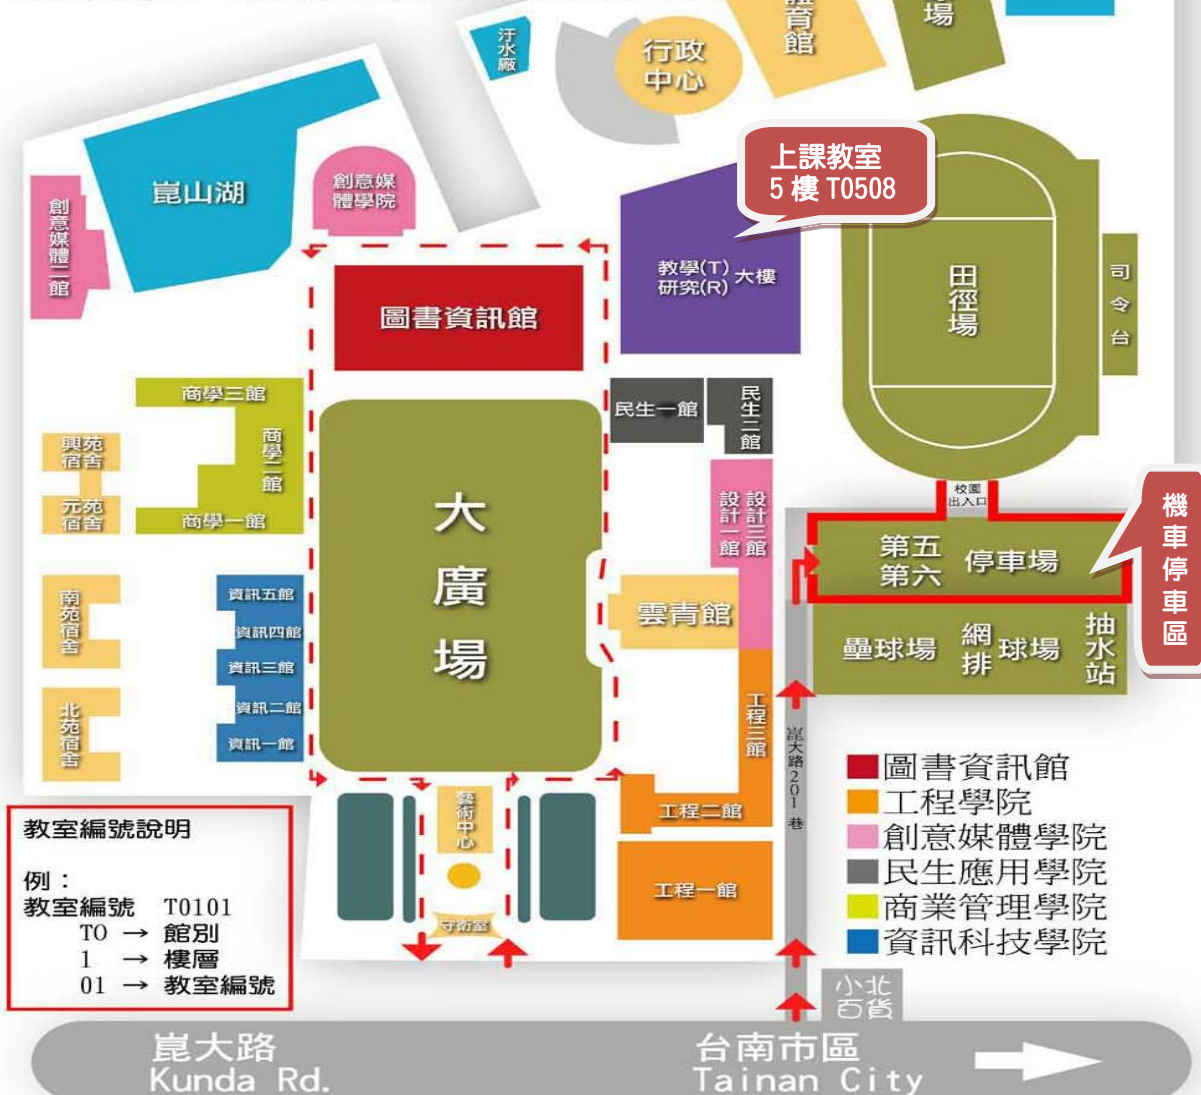 汙水廠
行政
中心
育館
場
上課教室
5 樓 T0508
崑山湖
創意媒
體學院
創意媒體二館
教學(T)
研究(R)
大樓
田徑場
司令台
圖書資訊館
商學三館
商學二館
商學一館
民生一館
民生二館
興苑
宿舍
元苑
宿舍
大廣場
設計一館
設計三館
校園
出入口
機車停車區
第五
第六
停車場
南苑宿舍
資訊五館
資訊四館
資訊三館
資訊二館
資訊一館
雲青館
壘球場
網排
球場
抽水站
北苑宿舍
工程三館
崑大路201巷
圖書資訊館
工程學院
創意媒體學院
民生應用學院
商業管理學院
資訊科技學院
藝術中心
工程二館
工程一館
守衛室
教室編號說明
例：
教室編號 T0101
T0 → 館別
1 → 樓層
01 → 教室編號
小北
百貨
崑大路
Kunda Rd.
台南市區
Tainan City